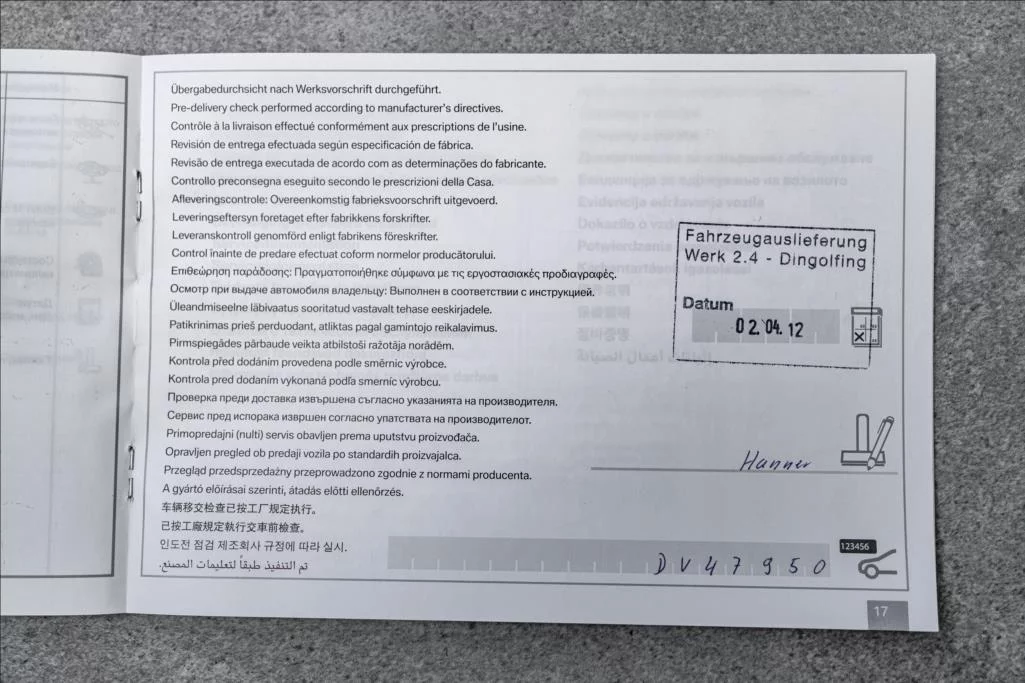 Übergabedurchsicht nach Werksvorschrift durchgeführt.
Pre-delivery check performed according to manufacturer's directives.
Contrôle à la livraison effectué conformément aux prescriptions de l'usine.
Revisión de entrega efectuada según especificación de fábrica.
Revisão de entrega executada de acordo com as determinações do fabricante.
Controllo preconsegna eseguito secondo le prescrizioni della Casa.
Afleveringscontrole: Overeenkomstig fabrieksvoorschrift uitgevoerd.
Leveringseftersyn foretaget efter fabrikkens forskrifter.
Leveranskontroll genomförd enligt fabrikens föreskrifter.
Control înainte de predare efectuat coform normelor producătorului.
Επιθεώρηση παράδοσης: Πραγματοποιήθηκε σύμφωνα με τις εργοστασιακές προδιαγραφές.
Осмотр при выдаче автомобиля владельцу: Выполнен в соответствии с инструкцией.
Üleandmiseelne läbivaatus sooritatud vastavalt tehase eeskirjadele.
Patikrinimas prieš perduodant, atliktas pagal gamintojo reikalavimus.
Pirmspiegādes pārbaude veikta atbilstoši ražotāja norādēm.
Kontrola před dodáním provedena podle směrnic výrobce.
Kontrola pred dodaním vykonaná podľa smerníc výrobcu.
Проверка преди доставка извършена съгласно указанията на производителя.
Сервис пред испорака извршен согласно упатствата на производителот.
Primopredajni (nulti) servis obavljen prema uputstvu proizvođača.
Opravljen pregled ob predaji vozila po standardih proizvajalca.
Przegląd przedsprzedażny przeprowadzono zgodnie z normami producenta.
A gyártó előírásai szerinti, átadás előtti ellenőrzés.
车辆移交检查已按工厂规定执行。
已按工廠規定執行交車前檢查。
인도전 점검 제조회사 규정에 따라 실시.
تم التنفيذ طبقاً لتعليمات المصنع.
Fahrzeugauslieferung
Werk 2.4 - Dingolfing
Datum
02. 04. 12
Hanner
123456
DV47950
17